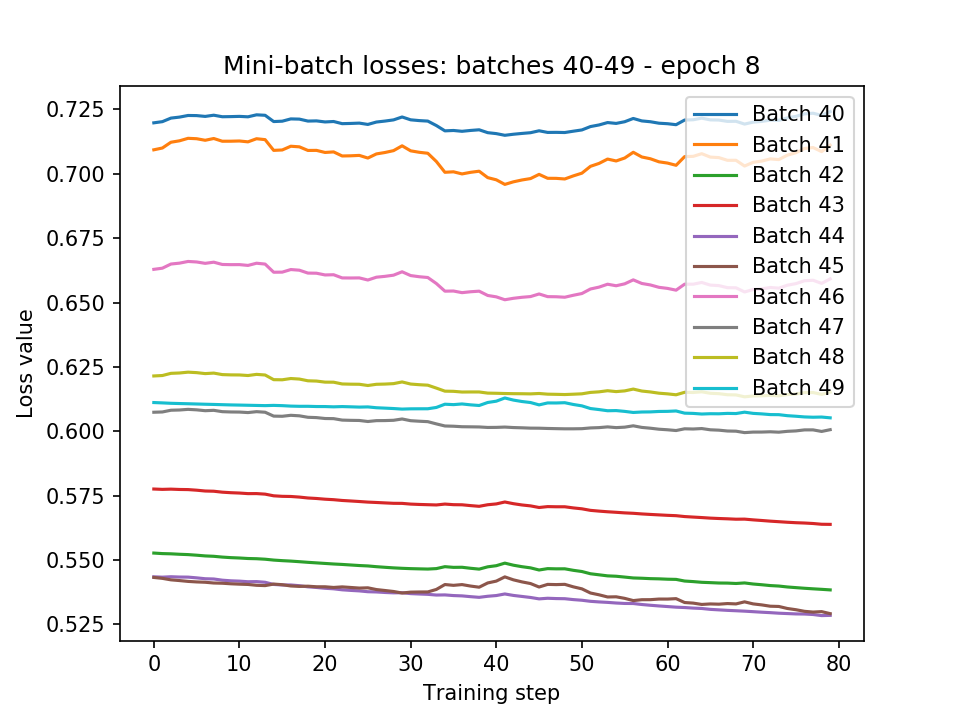 Mini-batch losses: batches 40-49 - epoch 8
Loss value
0.725
0.700
0.675
0.650
0.625
0.600
0.575
0.550
0.525
Batch 40
Batch 41
Batch 42
Batch 43
Batch 44
Batch 45
Batch 46
Batch 47
Batch 48
Batch 49
0 10 20 30 40 50 60 70 80
Training step